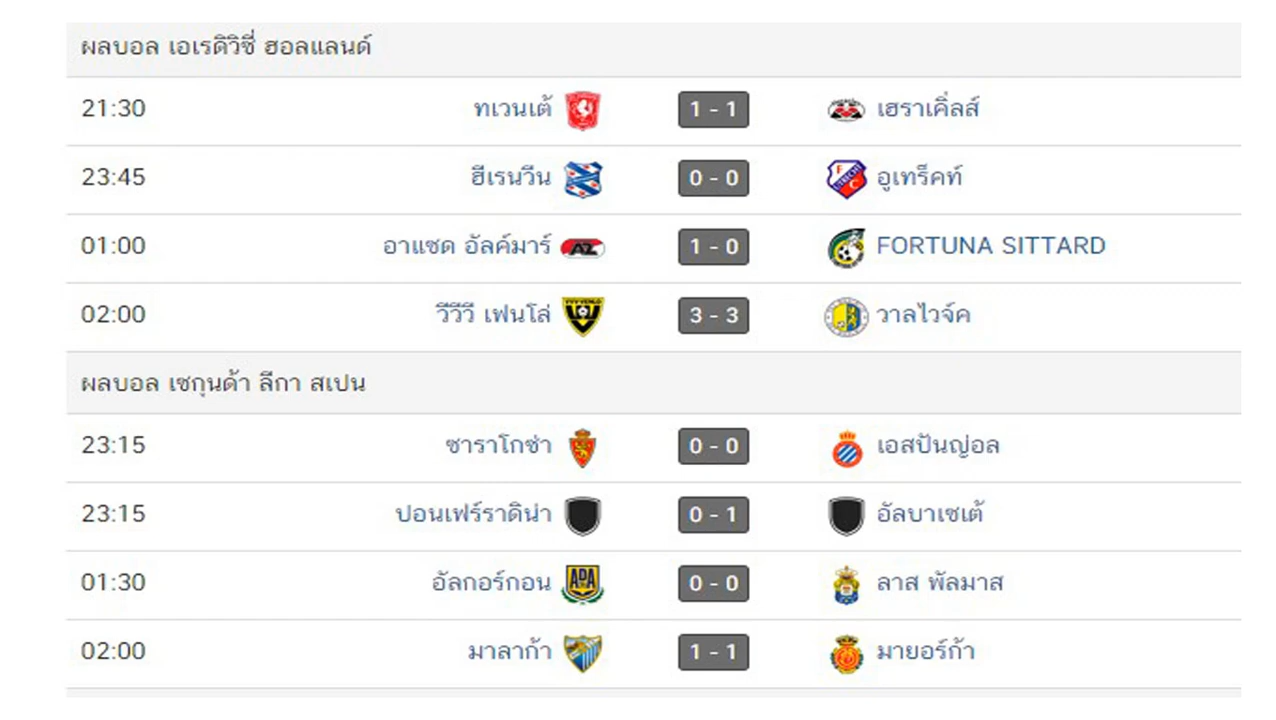 ผลบอล เอเรดิวิซี่ ฮอลแลนด์
21:30 ทเวนเต้ 1 - 1 เฮราเคิ่ลส์
23:45 ฮีเรนวีน 0 - 0 อูเทร็คท์
01:00 อาแซด อัลค์มาร์ AZ 1 - 0 FORTUNA SITTARD
02:00 วีวีวี เฟนโล่ VVV-VENLO 3 - 3 วาลไวจ์ค
ผลบอล เซกุนด้า ลีกา สเปน
23:15 ซาราโกซ่า 0 - 0 เอสปันญ่อล
23:15 ปอนเฟร์ราดิน่า 0 - 1 อัลบาเซเต้
01:30 อัลกอร์กอน ADA 0 - 0 ลาส พัลมาส
02:00 มาลาก้า 1 - 1 มายอร์ก้า